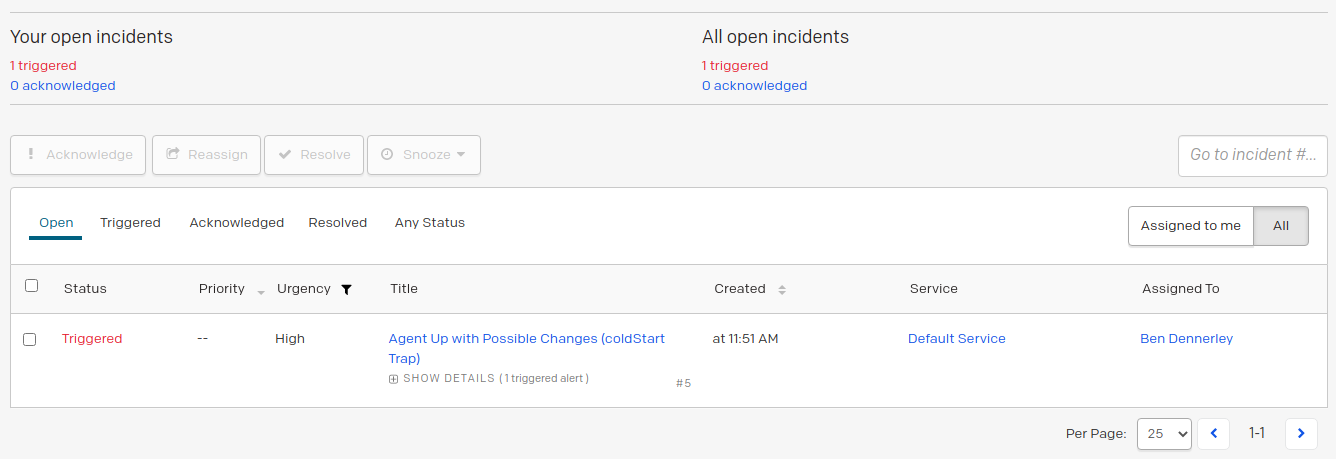 Your open incidents
All open incidents
1 triggered
1 triggered
0 acknowledged
0 acknowledged
Acknowledge Reassign Resolve Snooze
Go to incident #...
Open Triggered Acknowledged Resolved Any Status
Assigned to me All
Status Priority Urgency Title Created Service Assigned To
Triggered -- High Agent Up with Possible Changes (coldStart at 11:51 AM Default Service Ben Dennerley
Trap)
SHOW DETAILS (1 triggered alert)
#5
Per Page: 25 1-1